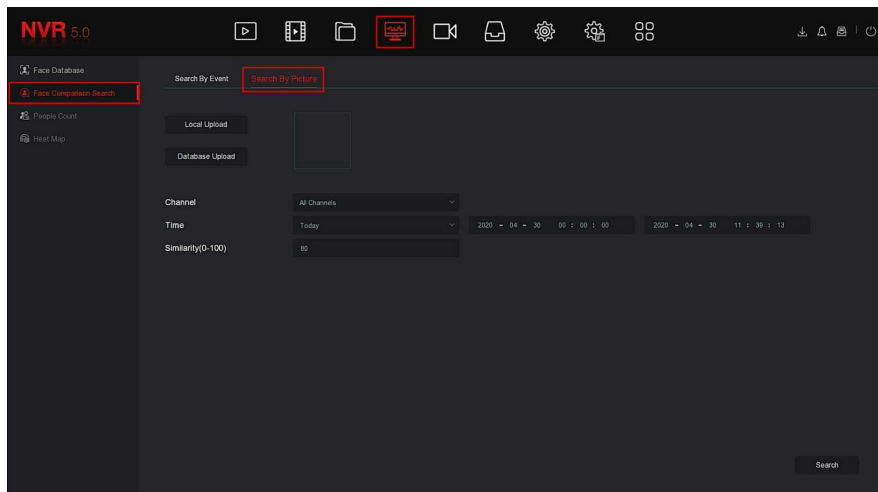 NVR 5.0
Face Database
Face Comparison Search
People Count
Heat Map
Search By Event Search By Picture
Local Upload
Database Upload
Channel All Channels
Time Today 2020 - 04 - 30 00 : 00 : 00 2020 - 04 - 30 11 : 39 : 13
Similarity(0-100) 80
Search